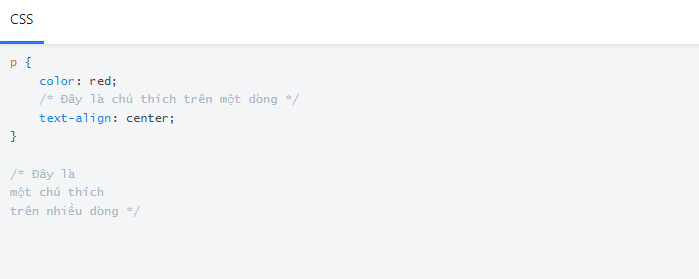 CSS
p {
    color: red;
    /* Đây là chú thích trên một dòng */
    text-align: center;
}
/* Đây là
một chú thích
trên nhiều dòng */